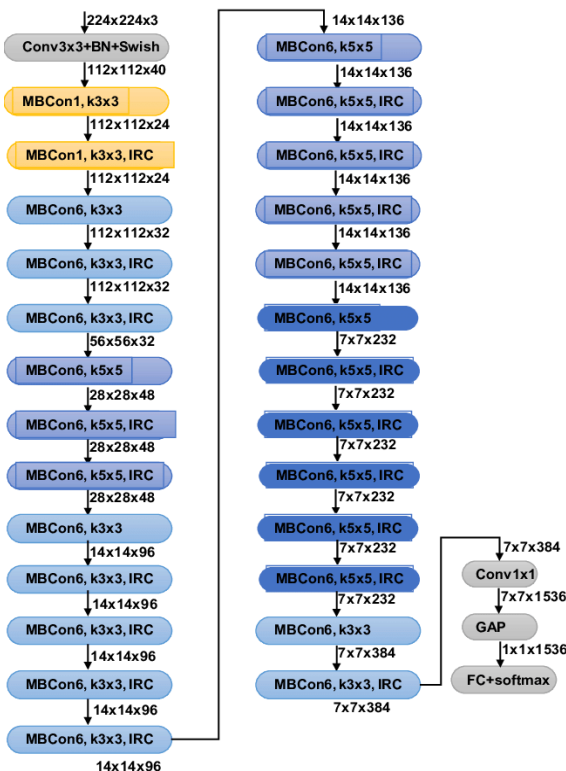 224x224x3
Conv3x3+BN+Swish
112x112x40
MBCon1, k3x3
112x112x24
MBCon1, k3x3, IRC
112x112x24
MBCon6, k3x3
112x112x32
MBCon6, k3x3, IRC
112x112x32
MBCon6, k3x3, IRC
56x56x32
MBCon6, k5x5
28x28x48
MBCon6, k5x5, IRC
28x28x48
MBCon6, k5x5, IRC
28x28x48
MBCon6, k3x3
14x14x96
MBCon6, k3x3, IRC
14x14x96
MBCon6, k3x3, IRC
14x14x96
MBCon6, k3x3, IRC
14x14x96
MBCon6, k3x3, IRC
14x14x96
14x14x136
MBCon6, k5x5
14x14x136
MBCon6, k5x5, IRC
14x14x136
MBCon6, k5x5, IRC
14x14x136
MBCon6, k5x5, IRC
14x14x136
MBCon6, k5x5, IRC
14x14x136
MBCon6, k5x5
7x7x232
MBCon6, k5x5, IRC
7x7x232
MBCon6, k5x5, IRC
7x7x232
MBCon6, k5x5, IRC
7x7x232
MBCon6, k5x5, IRC
7x7x232
MBCon6, k5x5, IRC
7x7x232
MBCon6, k3x3
7x7x384
MBCon6, k3x3, IRC
7x7x384
7x7x384
Conv1x1
7x7x1536
GAP
1x1x1536
FC+softmax